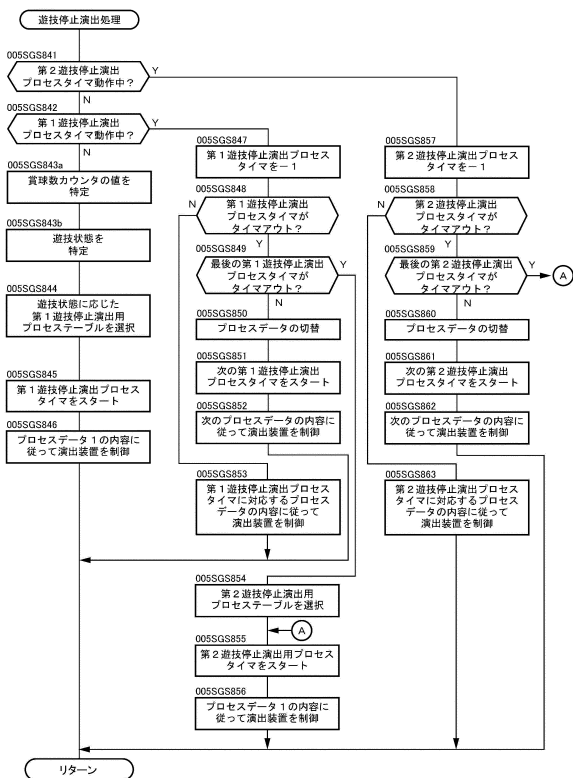 遊技停止演出処理
005SGS841
第2遊技停止演出
プロセスタイマ動作中?
Y
N
005SGS842
第1遊技停止演出
プロセスタイマ動作中?
Y
N
005SGS843a
賞球数カウンタの値を
特定
005SGS843b
遊技状態を
特定
005SGS844
遊技状態に応じた
第1遊技停止演出用
プロセステーブルを選択
005SGS845
第1遊技停止演出プロセス
タイマをスタート
005SGS846
プロセスデータ1の内容に
従って演出装置を制御
005SGS847
第1遊技停止演出プロセス
タイマを-1
005SGS848
N
第1遊技停止演出
プロセスタイマが
タイムアウト?
Y
005SGS849
最後の第1遊技停止演出
プロセスタイマが
タイムアウト?
Y
N
005SGS850
プロセスデータの切替
005SGS851
次の第1遊技停止演出
プロセスタイマをスタート
005SGS852
次のプロセスデータの内容に
従って演出装置を制御
005SGS853
第1遊技停止演出プロセス
タイマに対応するプロセス
データの内容に従って
演出装置を制御
005SGS854
第2遊技停止演出用
プロセステーブルを選択
A
005SGS855
第2遊技停止演出用プロセス
タイマをスタート
005SGS856
プロセスデータ1の内容に
従って演出装置を制御
005SGS857
第2遊技停止演出プロセス
タイマを-1
005SGS858
N
第2遊技停止演出
プロセスタイマが
タイムアウト?
Y
005SGS859
最後の第2遊技停止演出
プロセスタイマが
タイムアウト?
Y
A
N
005SGS860
プロセスデータの切替
005SGS861
次の第2遊技停止演出
プロセスタイマをスタート
005SGS862
次のプロセスデータの内容に
従って演出装置を制御
005SGS863
第2遊技停止演出プロセス
タイマに対応するプロセス
データの内容に従って
演出装置を制御
リターン